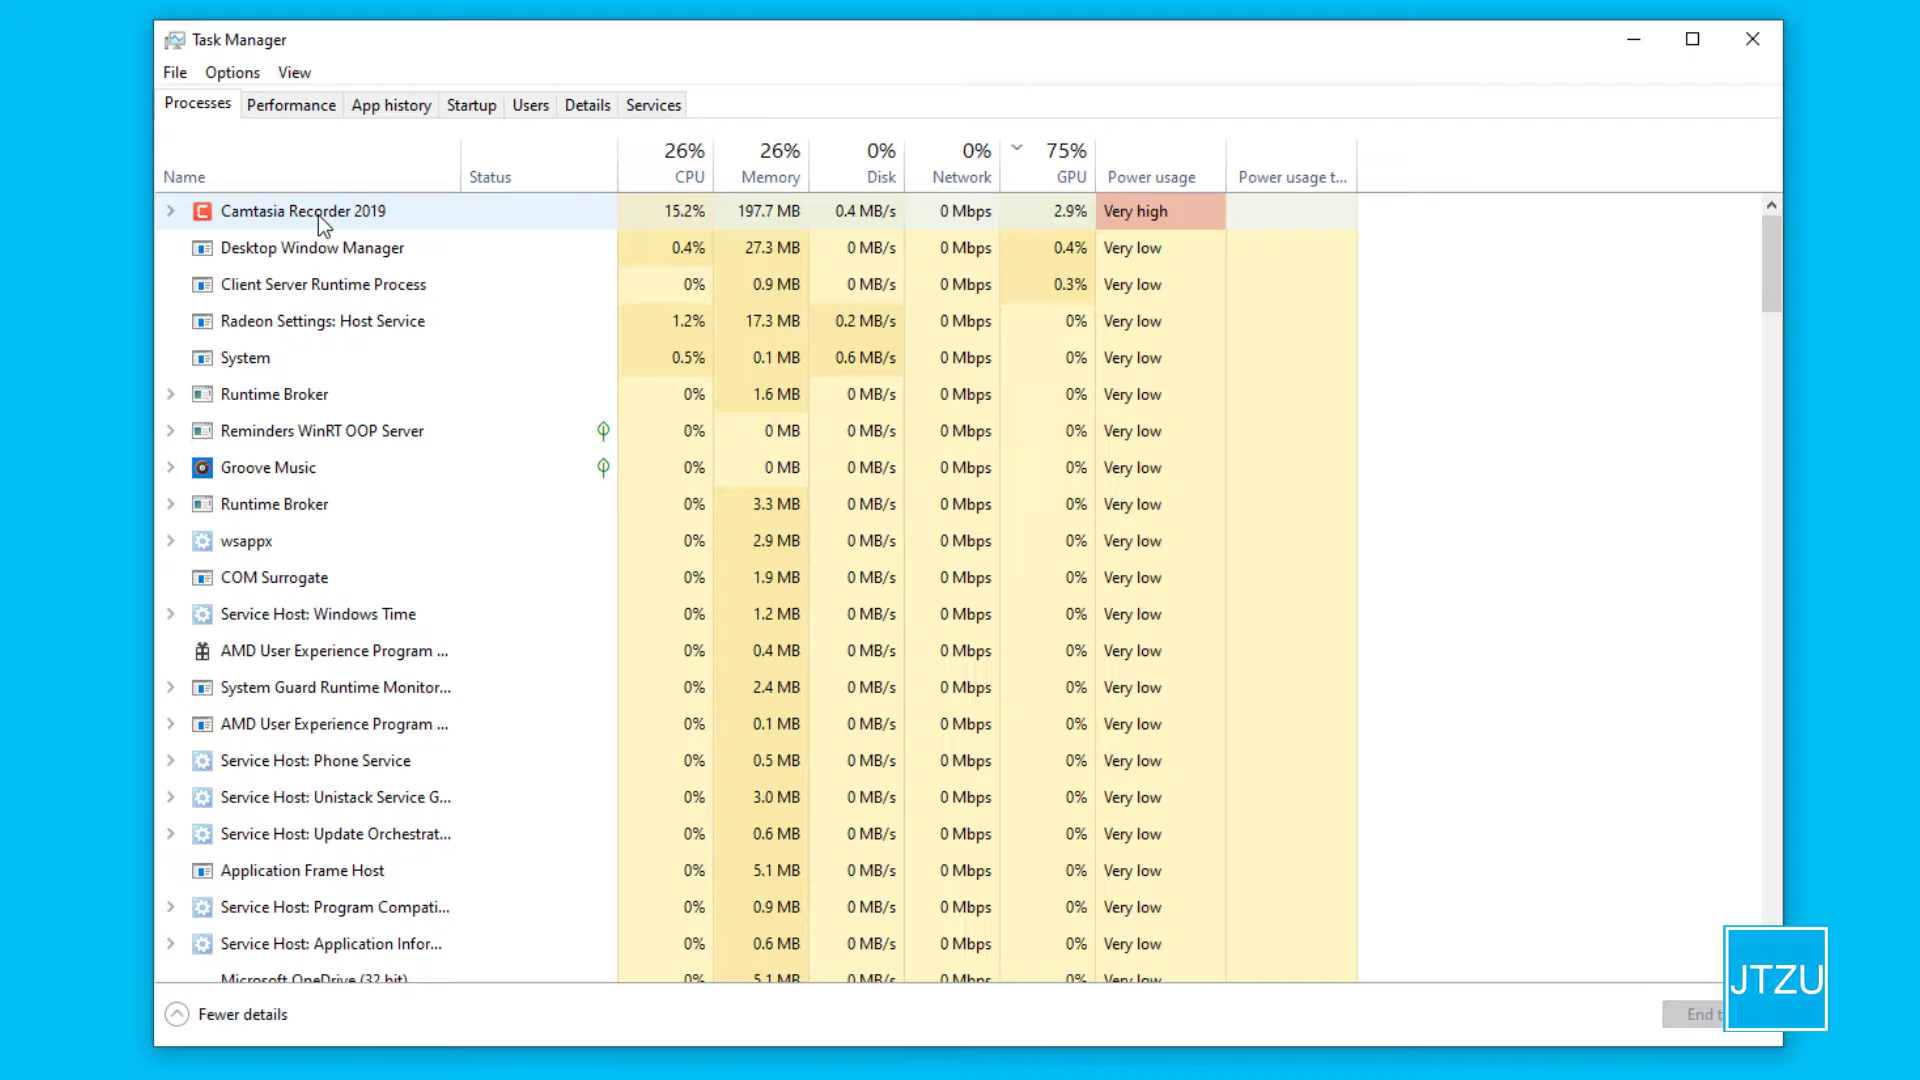 Task Manager
File Options View
Processes Performance App history Startup Users Details Services
26% 26% 0% 0% 75%
Name Status CPU Memory Disk Network GPU Power usage Power usage t...
Camtasia Recorder 2019 15.2% 197.7 MB 0.4 MB/s 0 Mbps 2.9% Very high
Desktop Window Manager 0.4% 27.3 MB 0 MB/s 0 Mbps 0.4% Very low
Client Server Runtime Process 0% 0.9 MB 0 MB/s 0 Mbps 0.3% Very low
Radeon Settings: Host Service 1.2% 17.3 MB 0.2 MB/s 0 Mbps 0% Very low
System 0.5% 0.1 MB 0.6 MB/s 0 Mbps 0% Very low
Runtime Broker 0% 1.6 MB 0 MB/s 0 Mbps 0% Very low
Reminders WinRT OOP Server 0% 0 MB 0 MB/s 0 Mbps 0% Very low
Groove Music 0% 0 MB 0 MB/s 0 Mbps 0% Very low
Runtime Broker 0% 3.3 MB 0 MB/s 0 Mbps 0% Very low
wsappx 0% 2.9 MB 0 MB/s 0 Mbps 0% Very low
COM Surrogate 0% 1.9 MB 0 MB/s 0 Mbps 0% Very low
Service Host: Windows Time 0% 1.2 MB 0 MB/s 0 Mbps 0% Very low
AMD User Experience Program ... 0% 0.4 MB 0 MB/s 0 Mbps 0% Very low
System Guard Runtime Monitor... 0% 2.4 MB 0 MB/s 0 Mbps 0% Very low
AMD User Experience Program ... 0% 0.1 MB 0 MB/s 0 Mbps 0% Very low
Service Host: Phone Service 0% 0.5 MB 0 MB/s 0 Mbps 0% Very low
Service Host: Unistack Service G... 0% 3.0 MB 0 MB/s 0 Mbps 0% Very low
Service Host: Update Orchestrat... 0% 0.6 MB 0 MB/s 0 Mbps 0% Very low
Application Frame Host 0% 5.1 MB 0 MB/s 0 Mbps 0% Very low
Service Host: Program Compati... 0% 0.9 MB 0 MB/s 0 Mbps 0% Very low
Service Host: Application Infor... 0% 0.6 MB 0 MB/s 0 Mbps 0% Very low
Microsoft OneDrive (32 bit) 0% 5.1 MB 0 MB/s 0 Mbps 0% Very low
Fewer details End t
JTZU